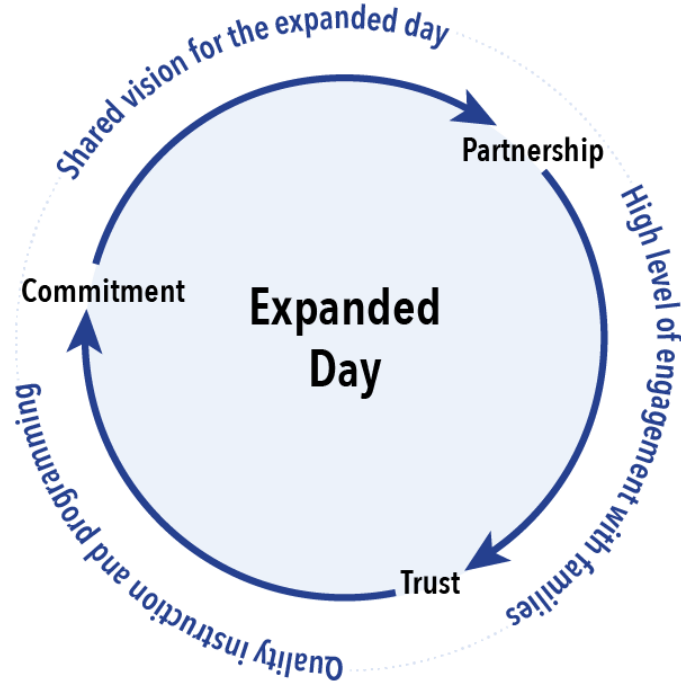 Shared vision for the expanded day
Partnership
High level of engagement with families
Commitment
Expanded
Day
Trust
Quality instruction and programming